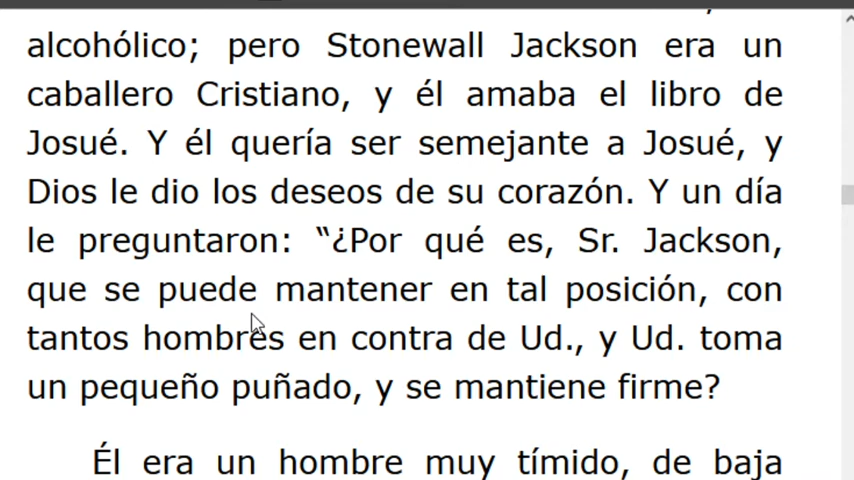 alcohólico; pero Stonewall Jackson era un
caballero Cristiano, y él amaba el libro de
Josué. Y él quería ser semejante a Josué, y
Dios le dio los deseos de su corazón. Y un día
le preguntaron: “¿Por qué es, Sr. Jackson,
que se puede mantener en tal posición, con
tantos hombres en contra de Ud., y Ud. toma
un pequeño puñado, y se mantiene firme?
Él era un hombre muy tímido, de baja